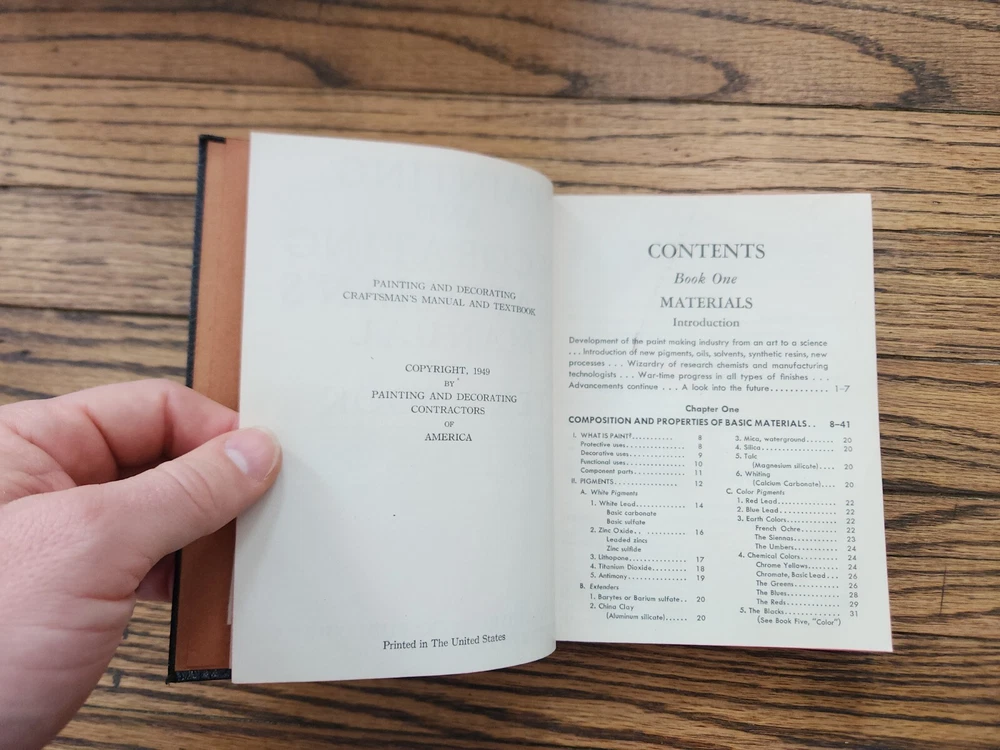 PAINTING AND DECORATING
CRAFTSMAN'S MANUAL AND TEXTBOOK
COPYRIGHT, 1949
BY
PAINTING AND DECORATING
CONTRACTORS
OF
AMERICA
Printed in The United States
CONTENTS
Book One
MATERIALS
Introduction
Development of the paint making industry from an art to a science
. . . Introduction of new pigments, oils, solvents, synthetic resins, new
processes . . . Wizardry of research chemists and manufacturing
technologists . . . War-time progress in all types of finishes . . .
Advancements continue . . . A look into the future............ 1-7
Chapter One
COMPOSITION AND PROPERTIES OF BASIC MATERIALS.. 8-41
I. WHAT IS PAINT?.......... 8
Protective uses............ 8
Decorative uses............ 9
Functional uses............ 10
Component parts........... 11
II. PIGMENTS................ 12
A. White Pigments
1. White Lead............. 14
Basic carbonate
Basic sulfate
2. Zinc Oxide.. .......... 16
Leaded zincs
Zinc sulfide
3. Lithopone.............. 17
4. Titanium Dioxide........ 18
5. Antimony.............. 19
B. Extenders
1. Barytes or Barium sulfate.. 20
2. China Clay
(Aluminum silicate)...... 20
3. Mica, waterground....... 20
4. Silica.................. 20
5. Talc
(Magnesium silicate).... 20
6. Whiting
(Calcium Carbonate).... 20
C. Color Pigments
1. Red Lead.............. 22
2. Blue Lead.............. 22
3. Earth Colors............ 22
French Ochre.......... 22
The Siennas........... 23
The Umbers........... 24
4. Chemical Colors......... 24
Chrome Yellows........ 24
Chromate, Basic Lead... 26
The Greens............ 26
The Blues............. 28
The Reds.............. 29
5. The Blacks............. 31
(See Book Five, "Color")